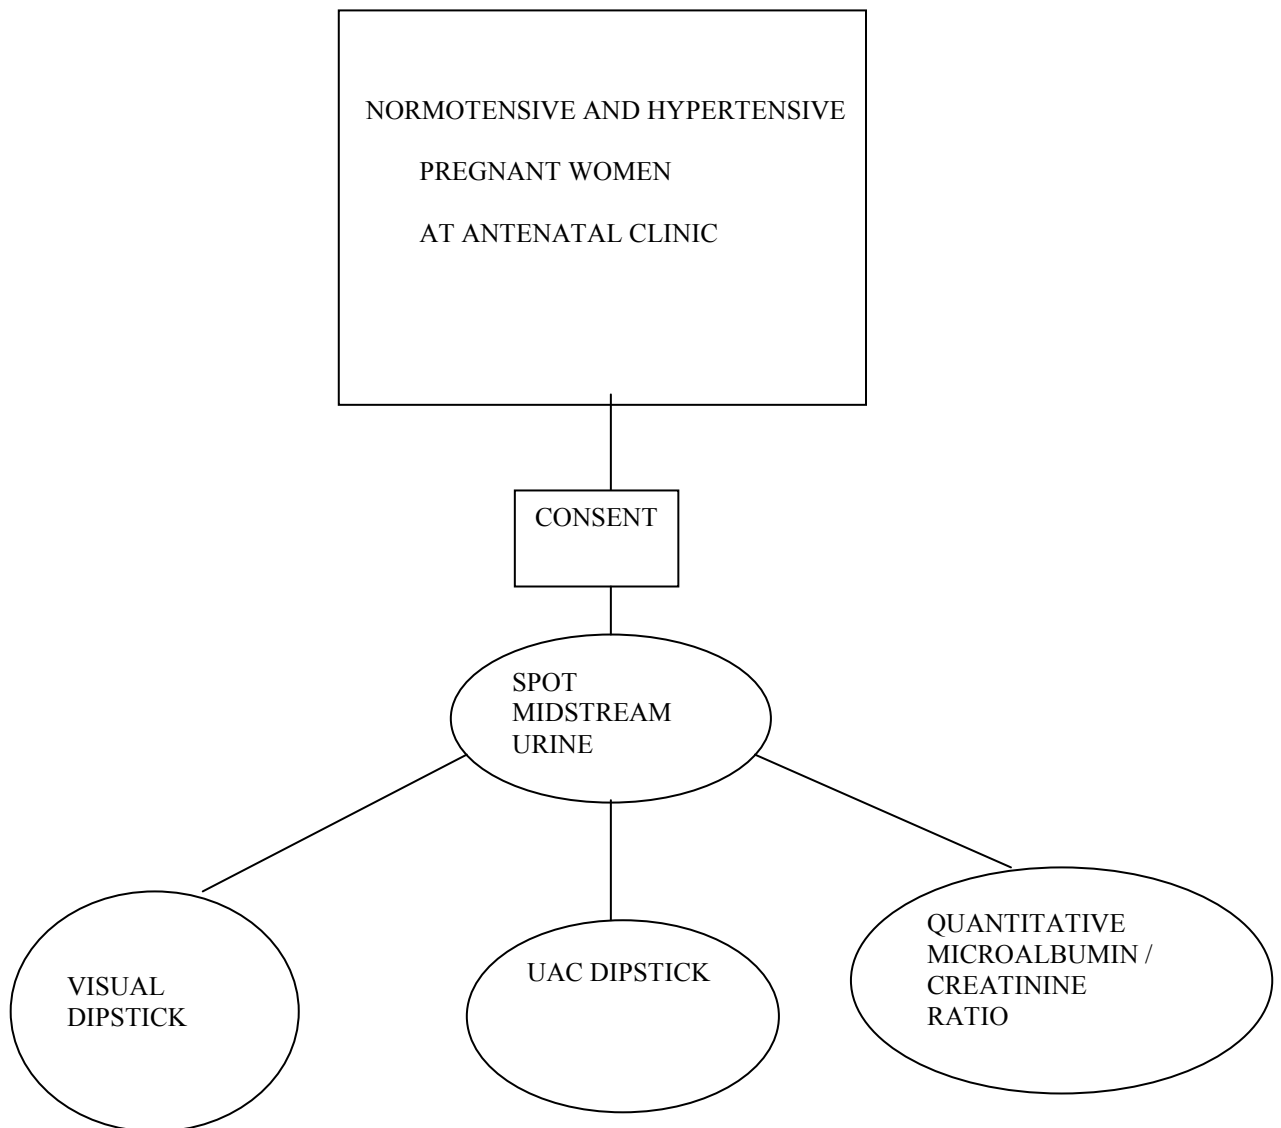 NORMOTENSIVE AND HYPERTENSIVE
PREGNANT WOMEN
AT ANTENATAL CLINIC
CONSENT
SPOT
MIDSTREAM
URINE
VISUAL
DIPSTICK
UAC DIPSTICK
QUANTITATIVE
MICROALBUMIN /
CREATININE
RATIO